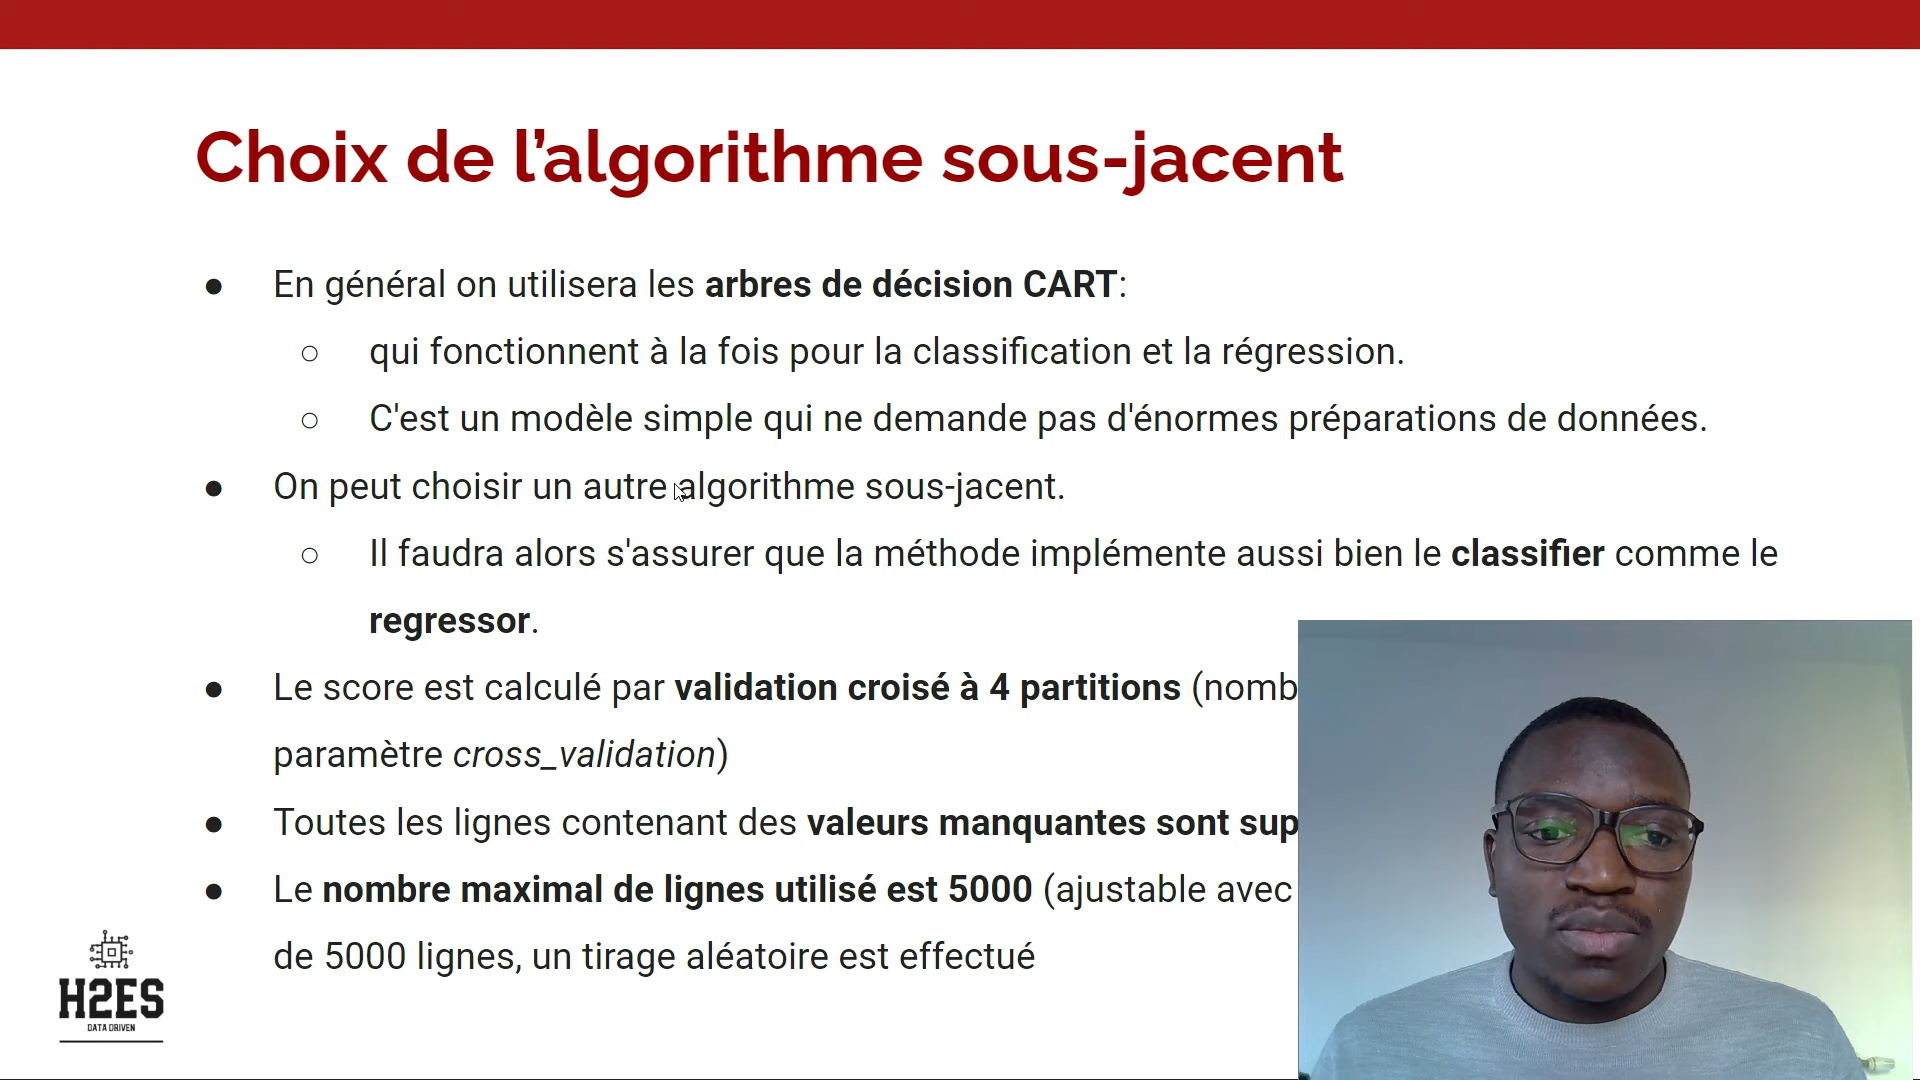 Choix de l’algorithme sous-jacent
● En général on utilisera les arbres de décision CART:
○ qui fonctionnent à la fois pour la classification et la régression.
○ C'est un modèle simple qui ne demande pas d'énormes préparations de données.
● On peut choisir un autre algorithme sous-jacent.
○ Il faudra alors s'assurer que la méthode implémente aussi bien le classifier comme le
regressor.
● Le score est calculé par validation croisé à 4 partitions
paramètre cross_validation)
● Toutes les lignes contenant des valeurs manquantes sont
● Le nombre maximal de lignes utilisé est 5000 (ajustable avec
de 5000 lignes, un tirage aléatoire est effectué
H2ES
DATA DRIVEN